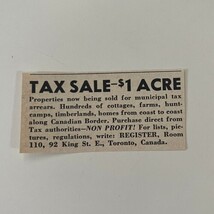 TAX SALE—$1 ACRE
Properties now being sold for municipal tax
arrears. Hundreds of cottages, farms, hunt-
camps, timberlands, homes from coast to coast
along Canadian Border. Purchase direct from
Tax authorities—NON PROFIT! For lists, pic-
tures, regulations, write: REGISTER, Room
110, 92 King St. E., Toronto, Canada.